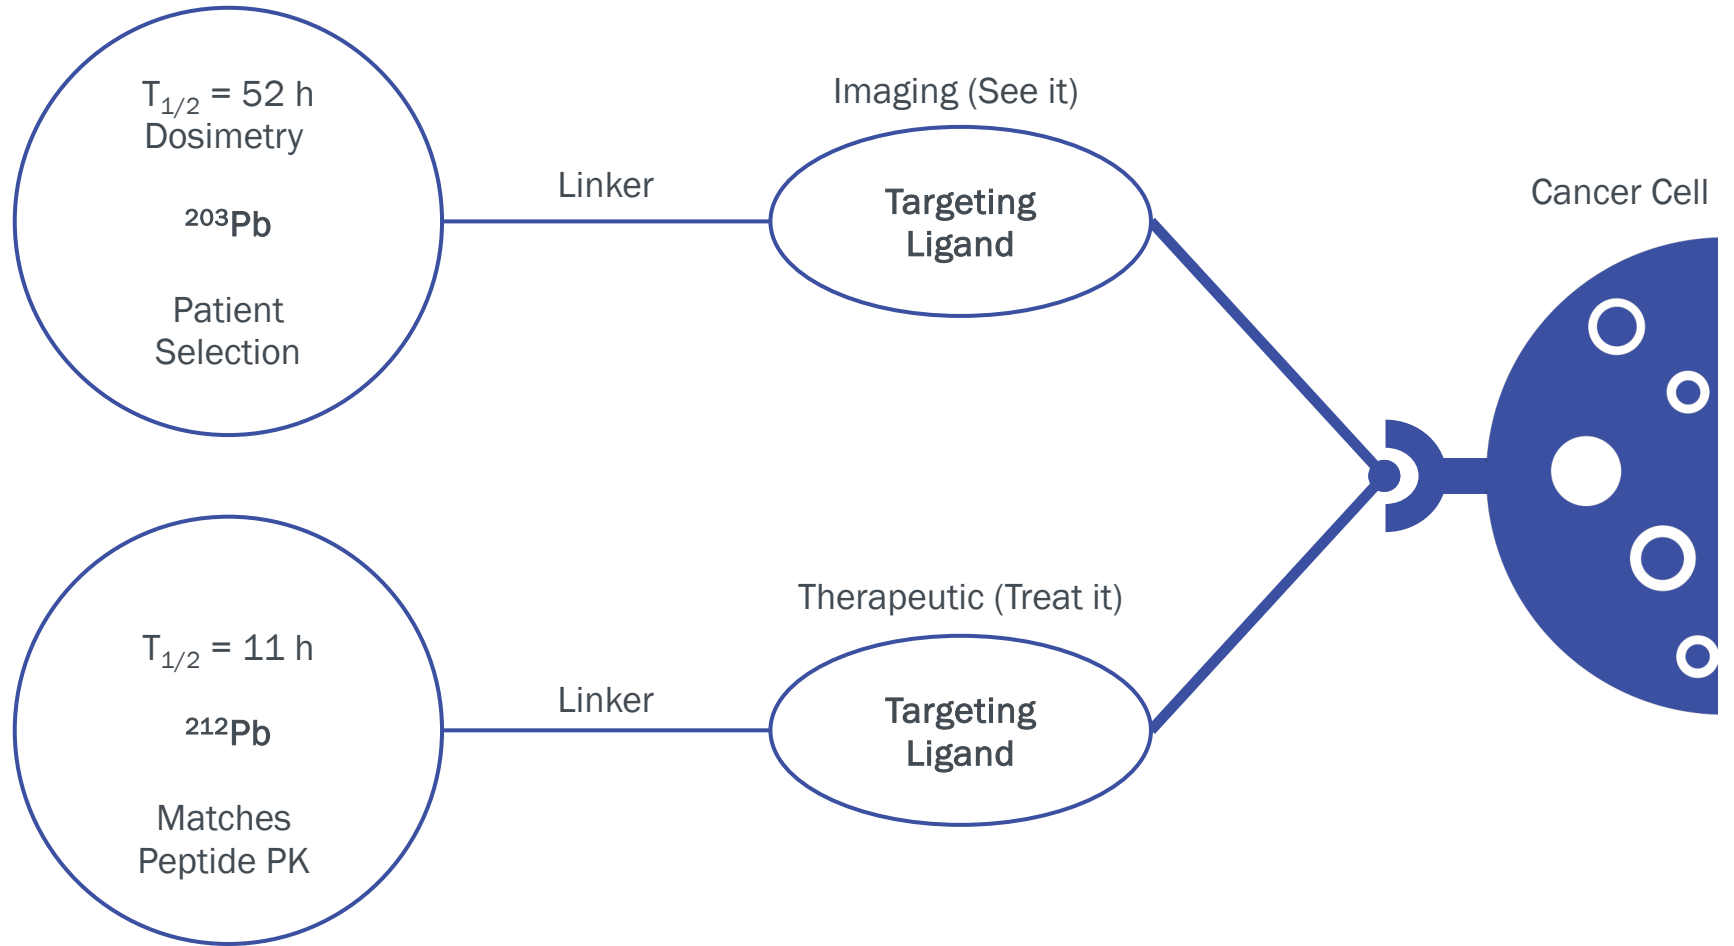 T1/2 = 52 h
Dosimetry
²⁰³Pb
Patient
Selection
Linker
Imaging (See it)
Targeting
Ligand
Cancer Cell
T1/2 = 11 h
²¹²Pb
Matches
Peptide PK
Linker
Therapeutic (Treat it)
Targeting
Ligand